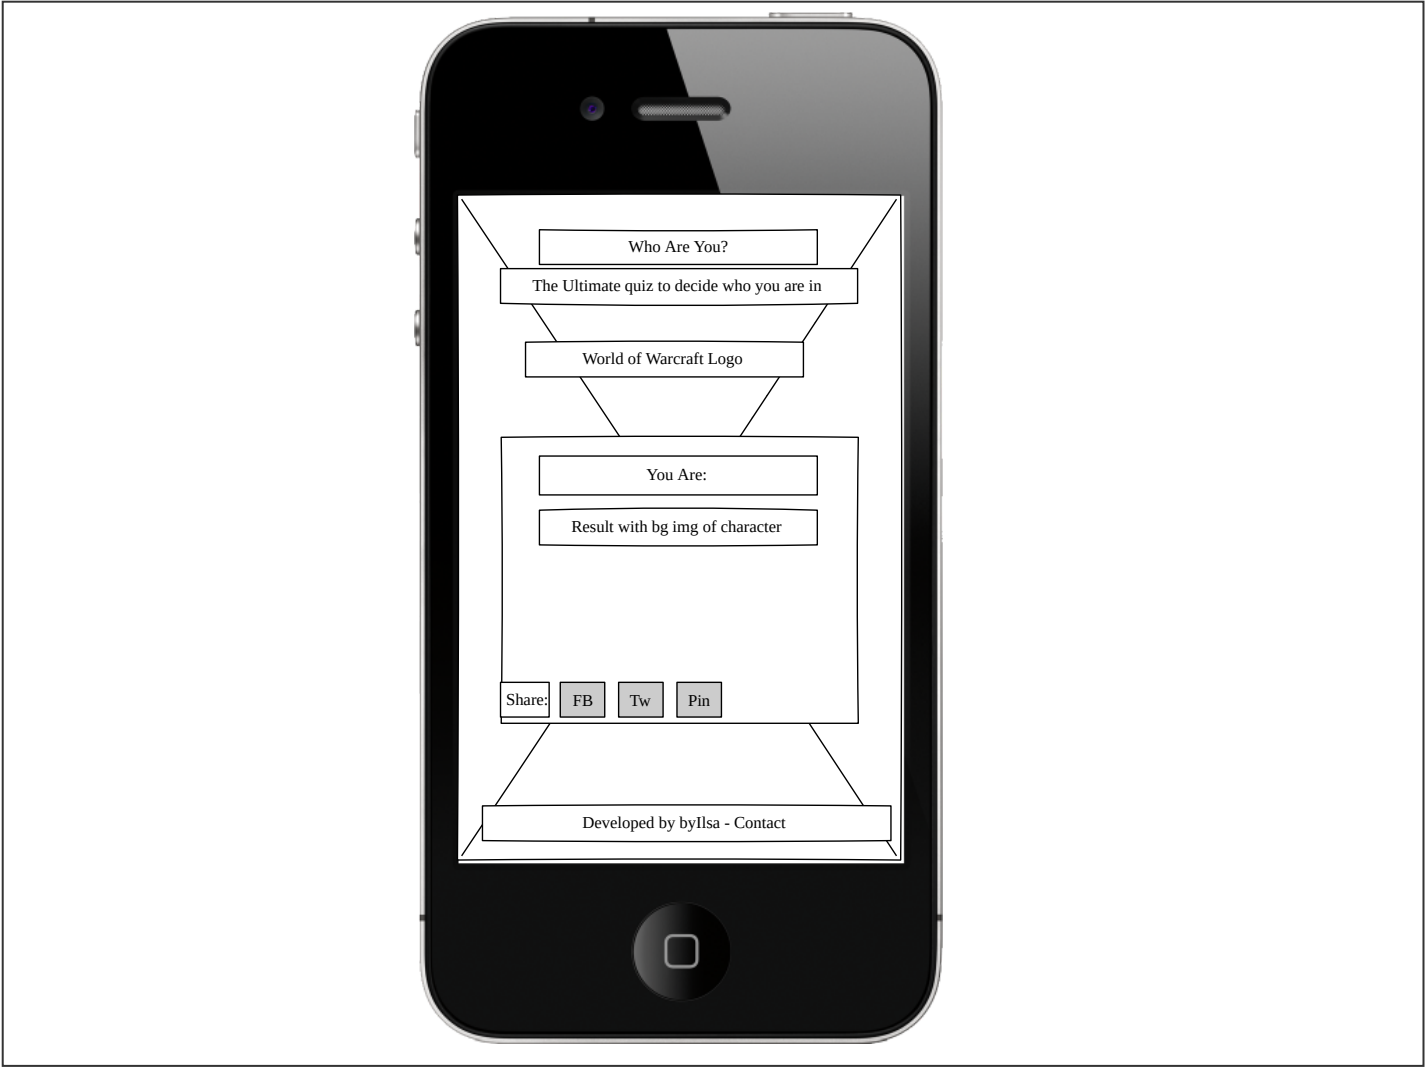 Who Are You?
The Ultimate quiz to decide who you are in
World of Warcraft Logo
You Are:
Result with bg img of character
Share: FB Tw Pin
Developed by byIlsa - Contact